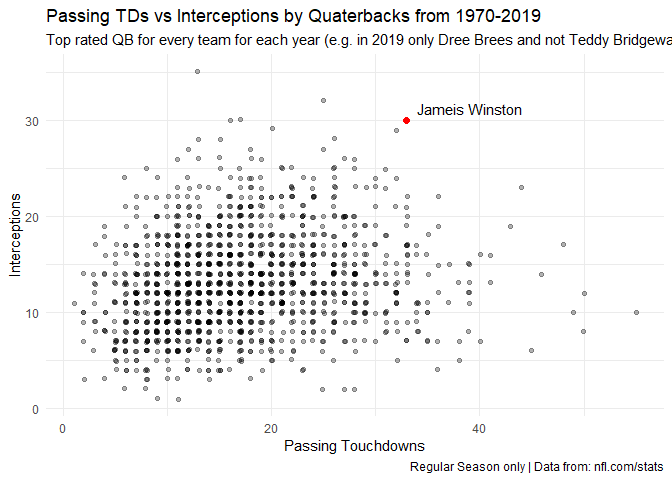 Passing TDs vs Interceptions by Quaterbacks from 1970-2019
Top rated QB for every team for each year (e.g. in 2019 only Dree Brees and not Teddy Bridgewa
Jameis Winston
30
20
10
0
Interceptions
0 20 40
Passing Touchdowns
Regular Season only | Data from: nfl.com/stats